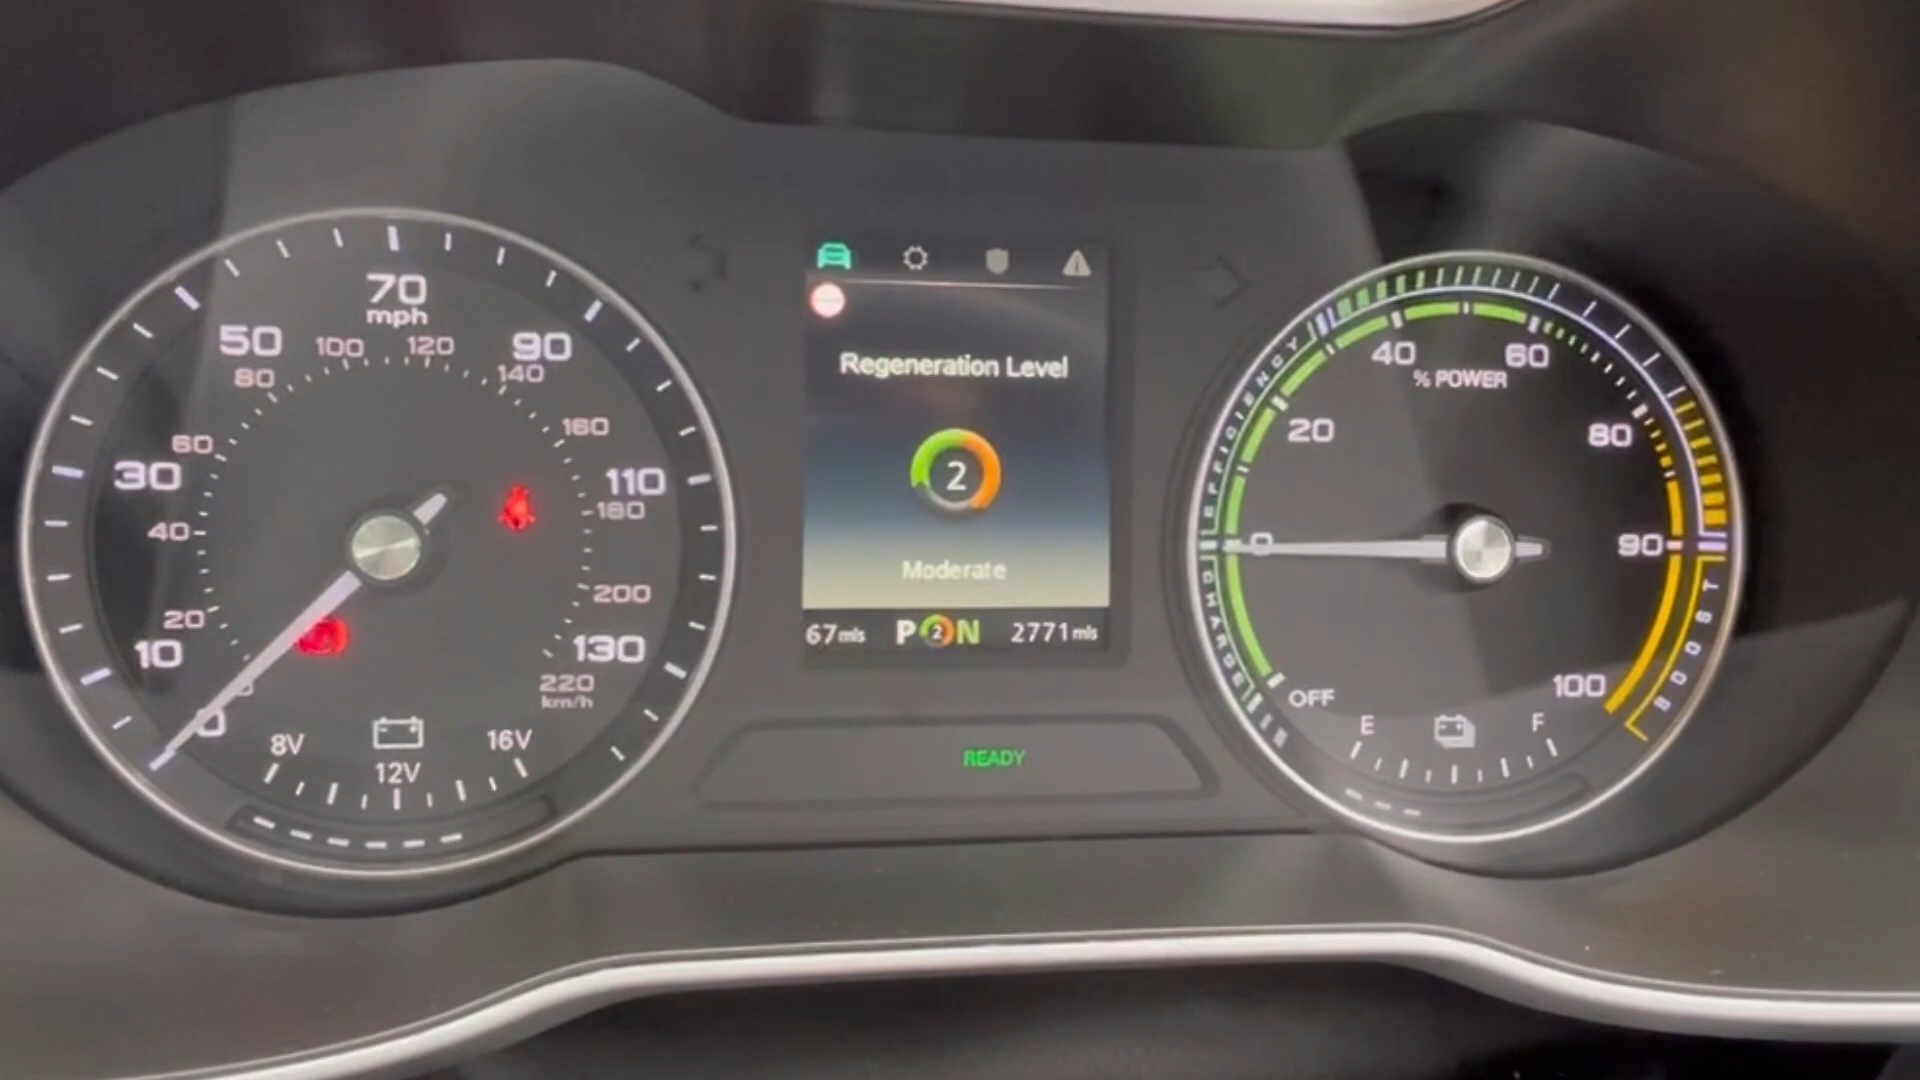 70
mph
50
90
100
120
80
140
60
160
30
110
40
180
20
200
10
130
0
0
220
km/h
8V
12V
16V
Regeneration Level
2
Moderate
67mls
P 2 N
2771mls
READY
EFFICIENCY
CHARGE
BOOST
40
60
% POWER
20
80
0
90
100
OFF
E
F